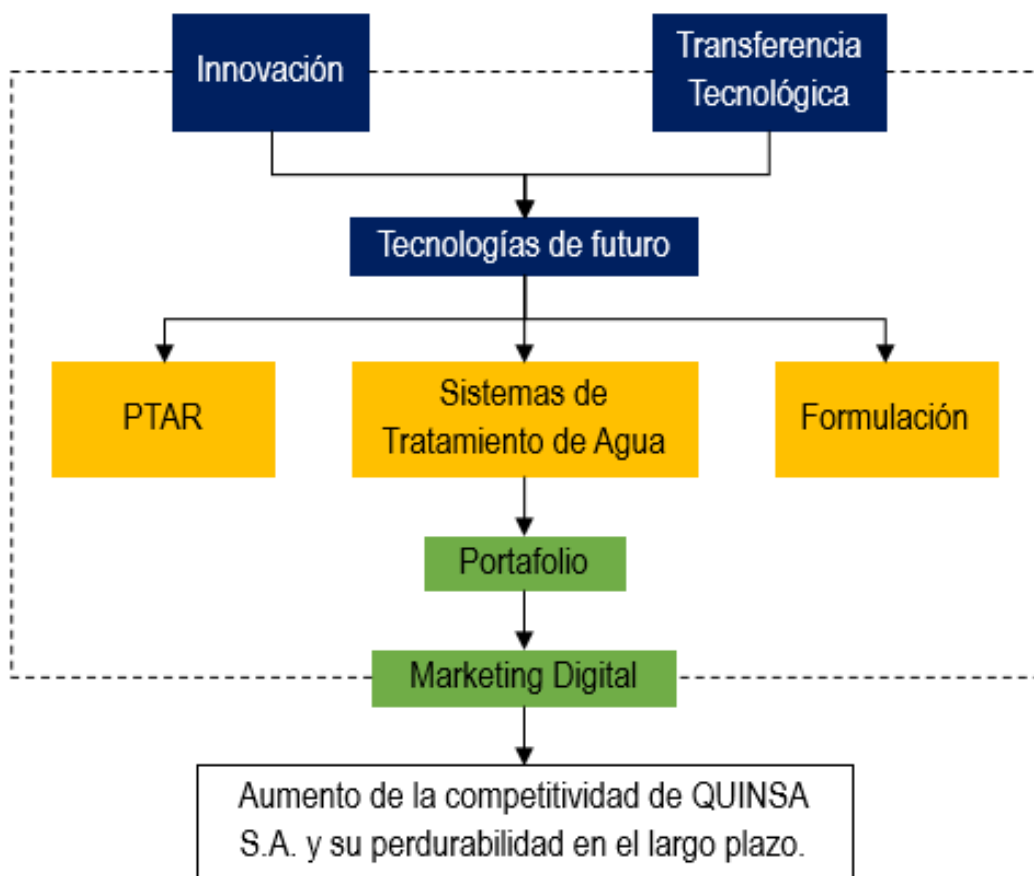 Innovación
Transferencia
Tecnológica
Tecnologías de futuro
PTAR
Sistemas de
Tratamiento de Agua
Formulación
Portafolio
Marketing Digital
Aumento de la competitividad de QUINSA
S.A. y su perdurabilidad en el largo plazo.